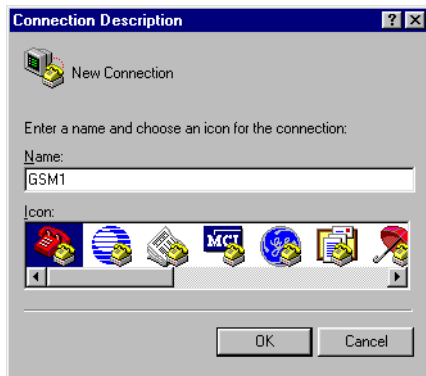 Connection Description
New Connection
Enter a name and choose an icon for the connection:
Name:
GSM1
Icon:
MCI
OK Cancel